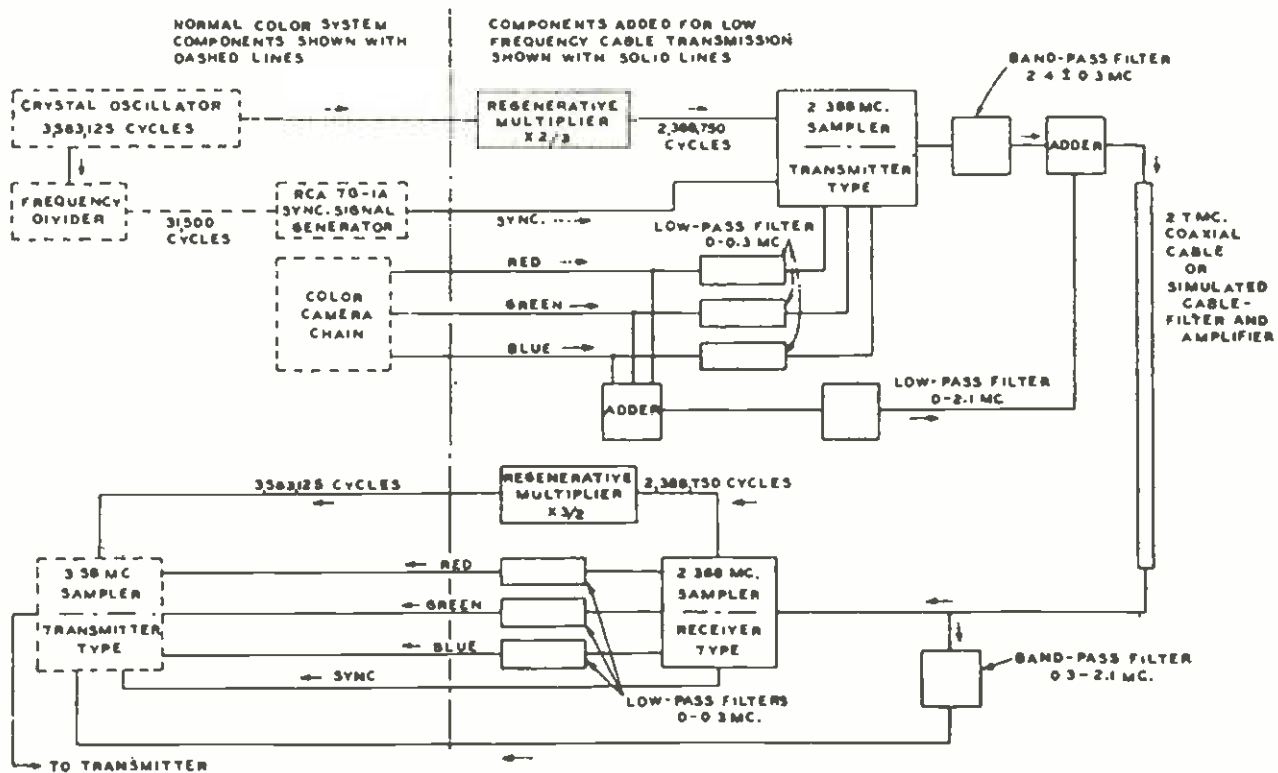 NORMAL COLOR SYSTEM
COMPONENTS SHOWN WITH
DASHED LINES
COMPONENTS ADDED FOR LOW
FREQUENCY CABLE TRANSMISSION
SHOWN WITH SOLID LINES
BAND-PASS FILTER
2.4 ± 0.3 MC
CRYSTAL OSCILLATOR
3,583,125 CYCLES
REGENERATIVE
MULTIPLIER
X 2/3
2,388,750
CYCLES
2 388 MC.
SAMPLER
TRANSMITTER
TYPE
ADDER
FREQUENCY
DIVIDER
31,500
CYCLES
RCA TG-1A
SYNC. SIGNAL
GENERATOR
SYNC.
LOW-PASS FILTER
0-0.3 MC
2.7 MC.
COAXIAL
CABLE
OR
SIMULATED
CABLE-
FILTER AND
AMPLIFIER
COLOR
CAMERA
CHAIN
RED
GREEN
BLUE
ADDER
LOW-PASS FILTER
0-2.1 MC
3,583,125 CYCLES
REGENERATIVE
MULTIPLIER
X 3/2
2,388,750 CYCLES
3.58 MC
SAMPLER
TRANSMITTER
TYPE
RED
GREEN
BLUE
SYNC
2 388 MC.
SAMPLER
RECEIVER
TYPE
LOW-PASS FILTERS
0-0.3 MC.
BAND-PASS FILTER
0.3-2.1 MC.
TO TRANSMITTER